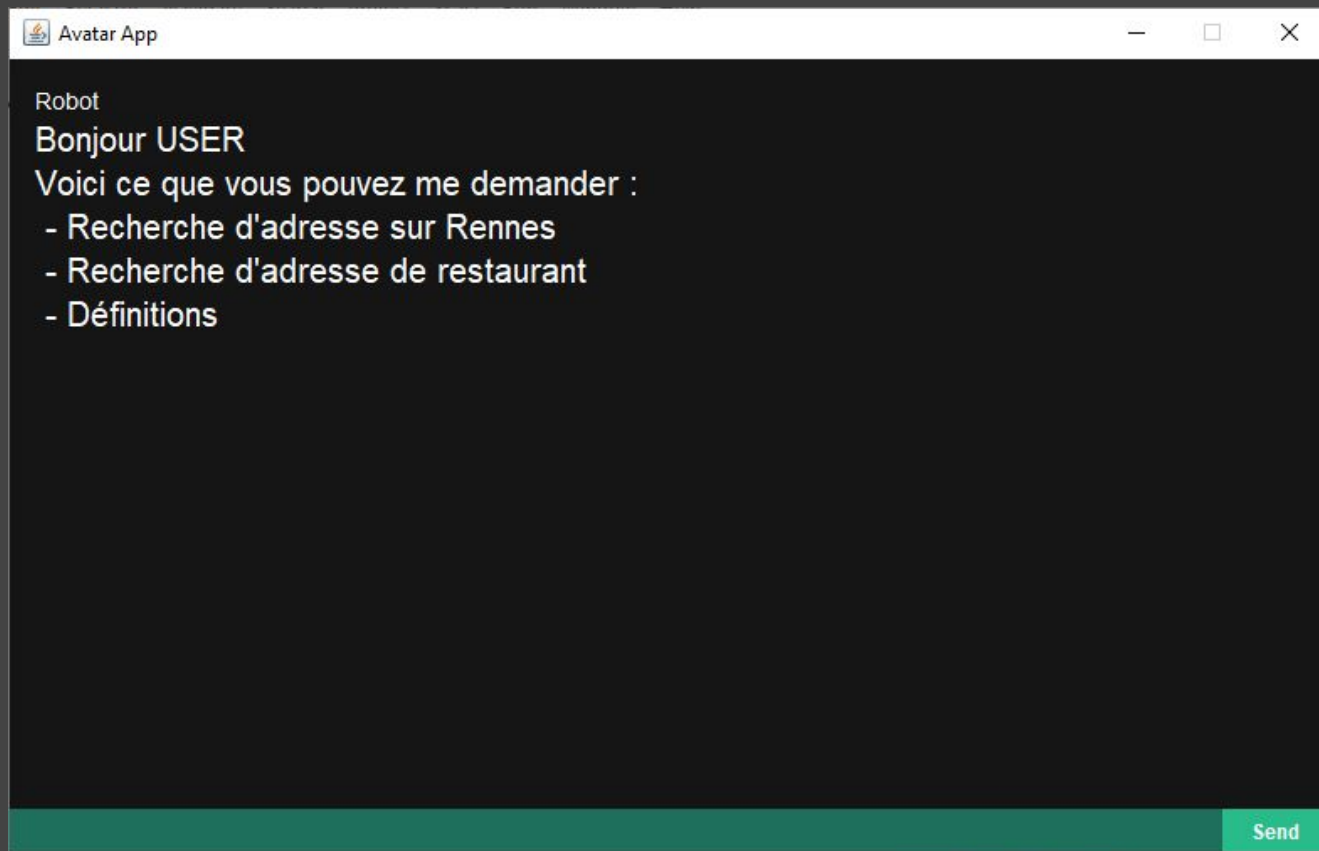 Avatar App
Robot
Bonjour USER
Voici ce que vous pouvez me demander :
- Recherche d'adresse sur Rennes
- Recherche d'adresse de restaurant
- Définitions
Send